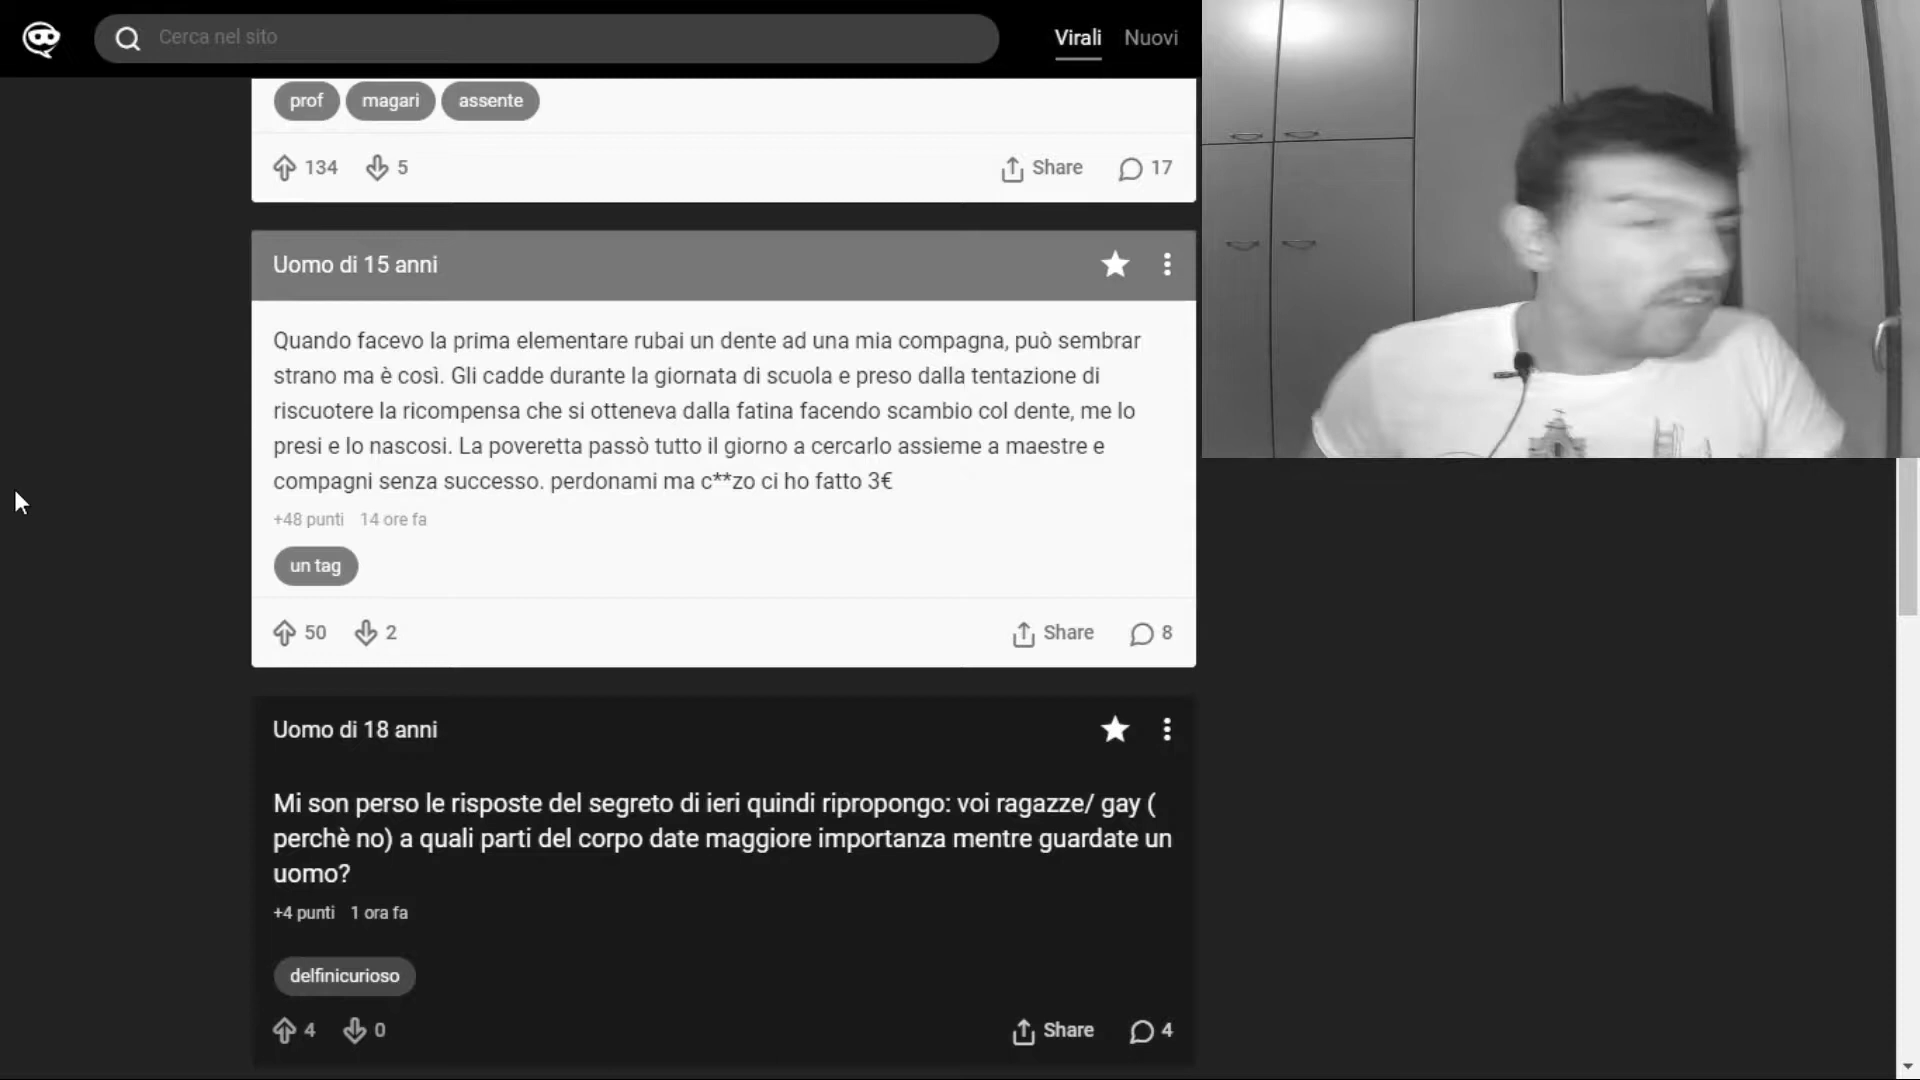 Cerca nel sito
Virali
Nuovi
prof
magari
assente
134
5
Share
17
Uomo di 15 anni
Quando facevo la prima elementare rubai un dente ad una mia compagna, può sembrar
strano ma è così. Gli cadde durante la giornata di scuola e preso dalla tentazione di
riscuotere la ricompensa che si otteneva dalla fatina facendo scambio col dente, me lo
presi e lo nascosi. La poveretta passò tutto il giorno a cercarlo assieme a maestre e
compagni senza successo. perdonami ma c**zo ci ho fatto 3€
+48 punti 14 ore fa
un tag
50
2
Share
8
Uomo di 18 anni
Mi son perso le risposte del segreto di ieri quindi ripropongo: voi ragazze/ gay (
perchè no) a quali parti del corpo date maggiore importanza mentre guardate un
uomo?
+4 punti 1 ora fa
delfinicurioso
4
0
Share
4